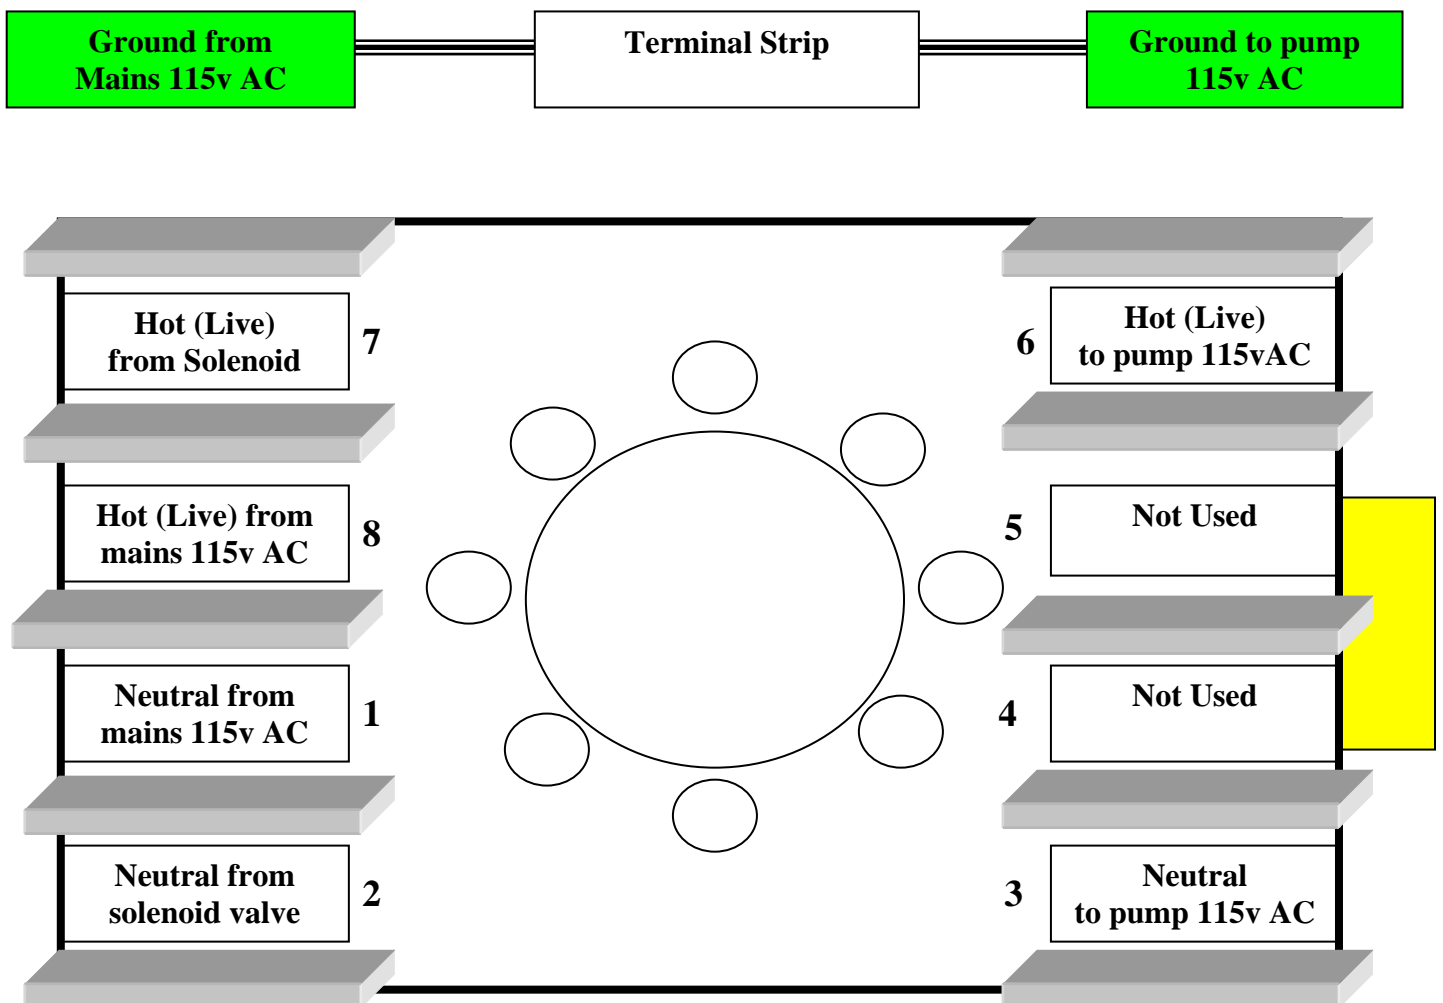 Ground from
Mains 115v AC
Terminal Strip
Ground to pump
115v AC
Hot (Live)
from Solenoid
7
6
Hot (Live)
to pump 115vAC
Hot (Live) from
mains 115v AC
8
5
Not Used
Neutral from
mains 115v AC
1
4
Not Used
Neutral from
solenoid valve
2
3
Neutral
to pump 115v AC